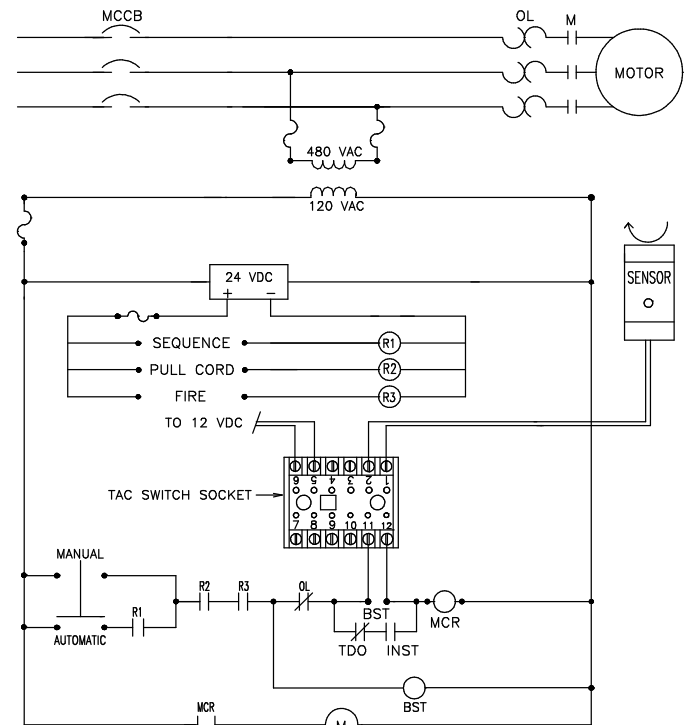 MCCB
OL
M
MOTOR
480 VAC
120 VAC
24 VDC
+ −
SENSOR
SEQUENCE
R1
PULL CORD
R2
FIRE
R3
TO 12 VDC
6 5 4 3 2 1
TAC SWITCH SOCKET
7 8 9 10 11 12
MANUAL
R2
R3
OL
R1
BST
MCR
AUTOMATIC
TDO
INST
BST
MCR
M